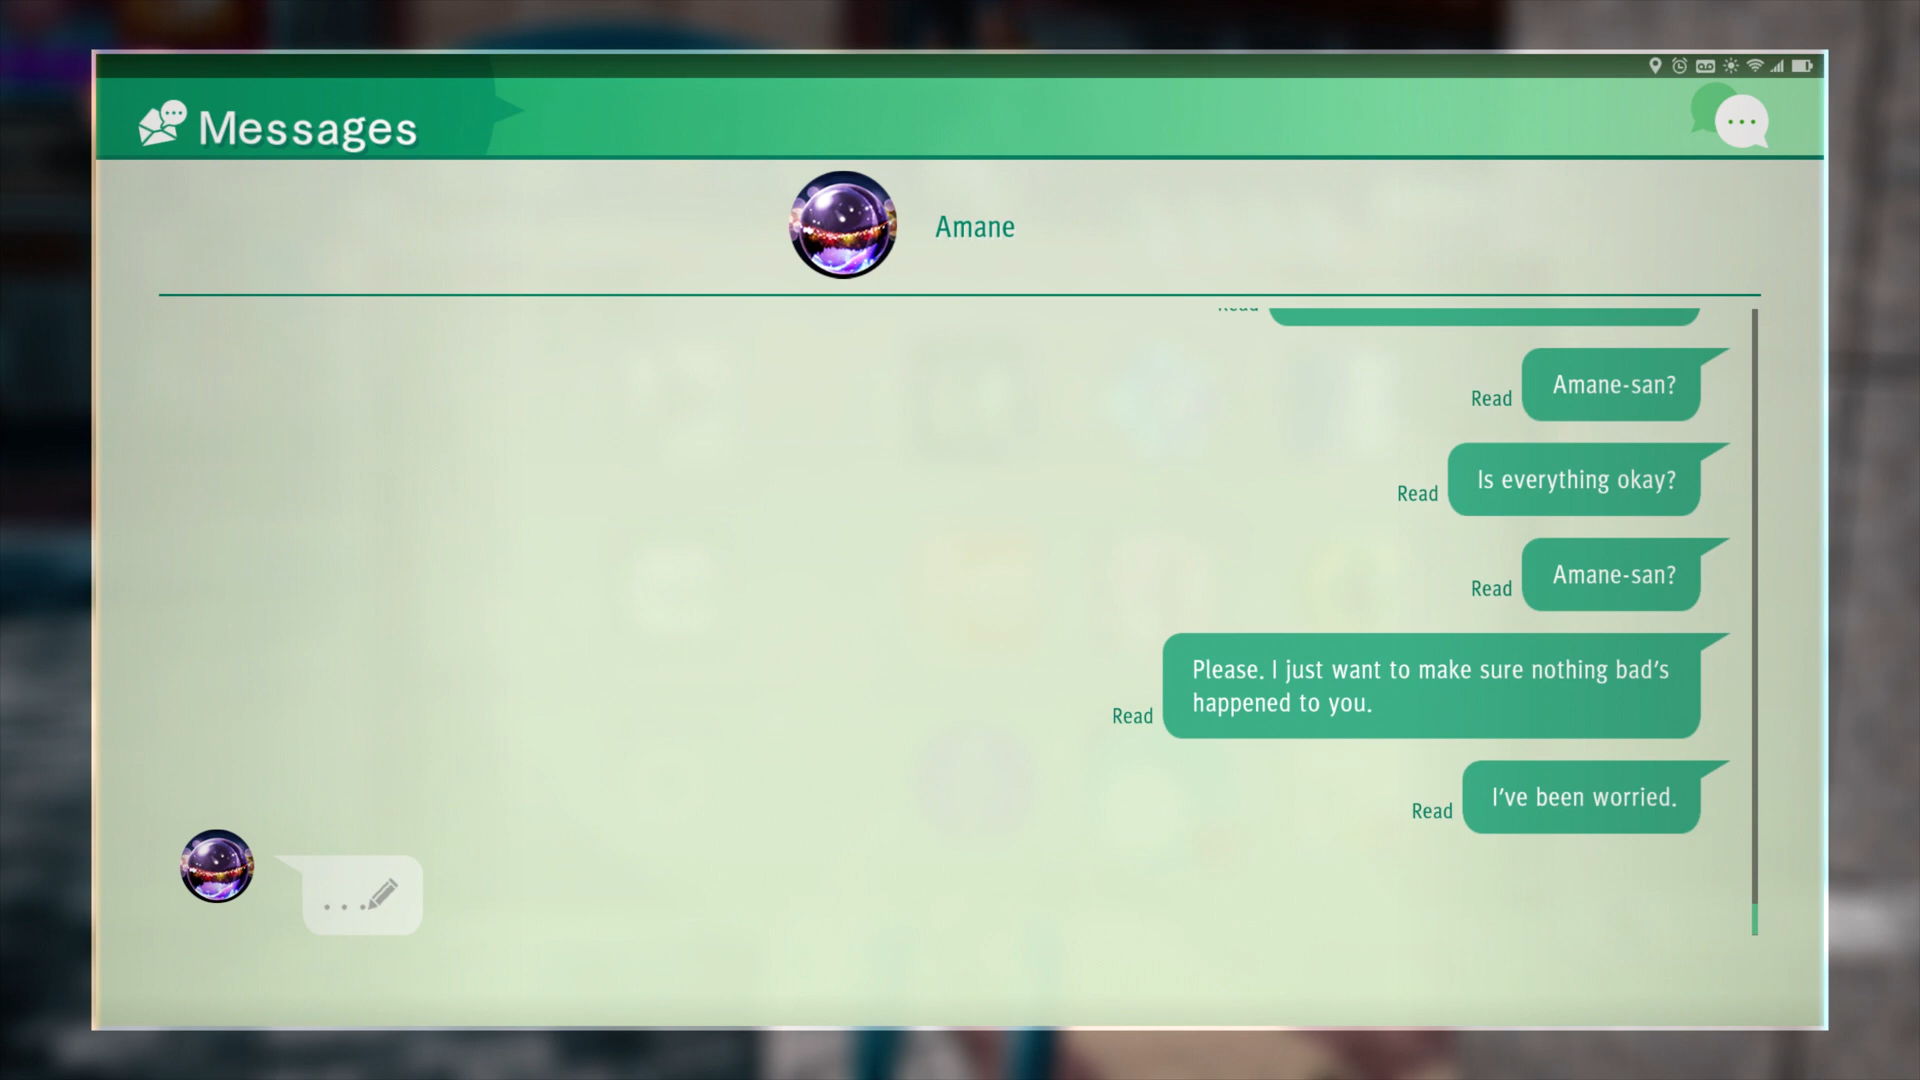 Messages
Amane
Read
Amane-san?
Read
Is everything okay?
Read
Amane-san?
Read
Please. I just want to make sure nothing bad’s
happened to you.
Read
I’ve been worried.
Read
...